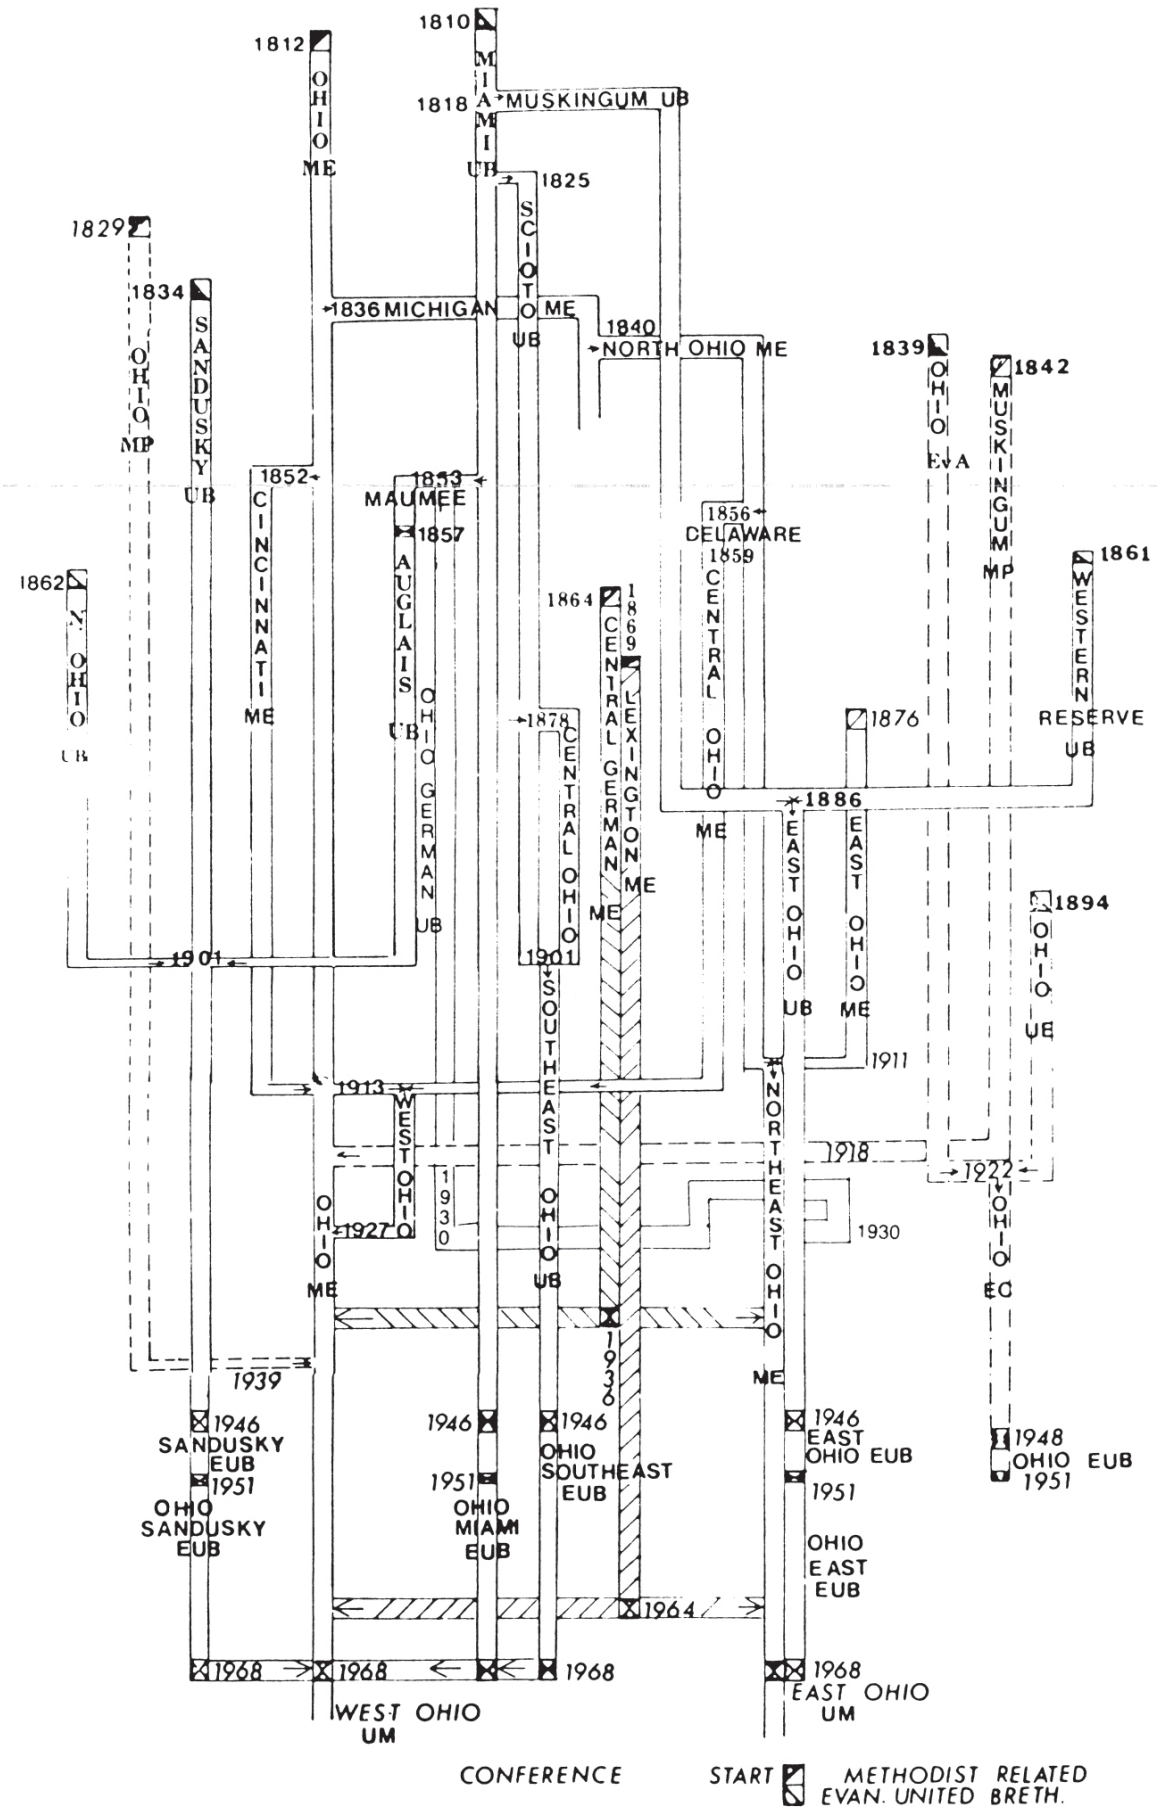 1810
1812
MIAMI UB
OHIO ME
1818
MUSKINGUM UB
1825
SCIOTO UB
1829
OHIO MP
1834
SANDUSKY UB
1836 MICHIGAN ME
1840
NORTH OHIO ME
1839
OHIO EvA
1842
MUSKINGUM MP
1852
CINCINNATI ME
1853
MAUMEE
1857
AUGLAIS UB
1856
DELAWARE
1859
CENTRAL OHIO ME
1861
WESTERN RESERVE UB
1862
N. OHIO UB
1864
CENTRAL GERMAN ME
1869
LEXINGTON ME
OHIO GERMAN UB
1878
CENTRAL OHIO
1876
EAST OHIO ME
1886
EAST OHIO UB
1894
OHIO UE
1901
1901
SOUTHEAST OHIO UB
1911
NORTHEAST OHIO ME
1913
WEST OHIO
1918
1922
OHIO EC
1930
1927
1930
OHIO ME
1936
1939
1946
SANDUSKY EUB
1951
OHIO SANDUSKY EUB
1946
1951
OHIO MIAMI EUB
1946
OHIO SOUTHEAST EUB
1946
EAST OHIO EUB
1951
OHIO EAST EUB
1948
OHIO EUB
1951
1964
1968
1968
1968
1968
WEST OHIO
UM
EAST OHIO
UM
CONFERENCE START METHODIST RELATED
EVAN. UNITED BRETH.